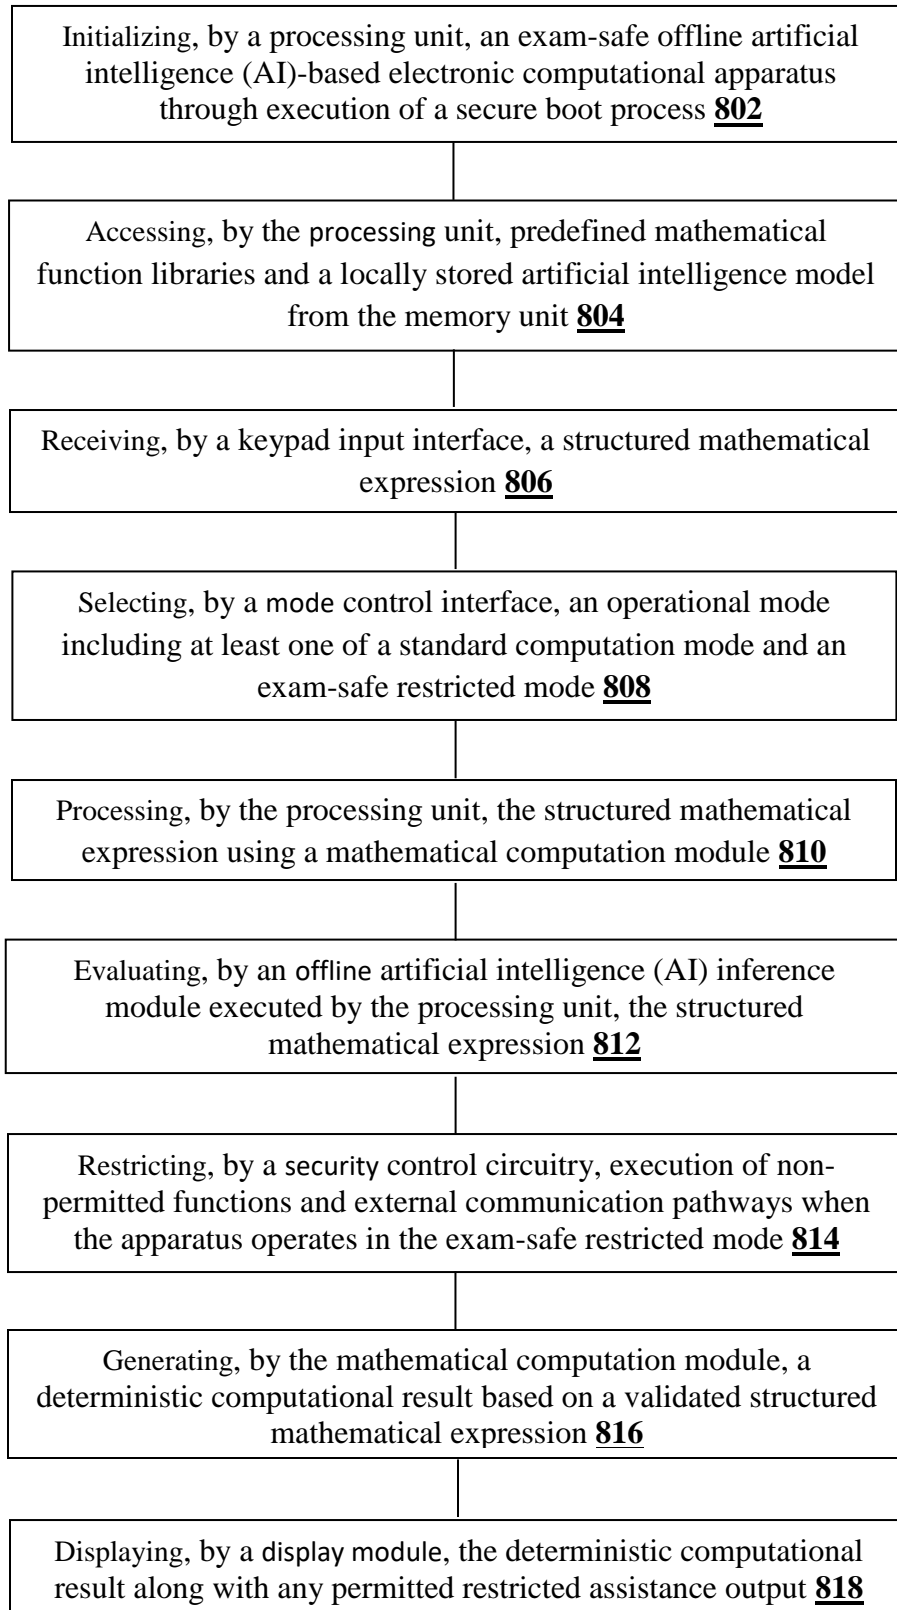 Initializing, by a processing unit, an exam-safe offline artificial
intelligence (AI)-based electronic computational apparatus
through execution of a secure boot process 802
Accessing, by the processing unit, predefined mathematical
function libraries and a locally stored artificial intelligence model
from the memory unit 804
Receiving, by a keypad input interface, a structured mathematical
expression 806
Selecting, by a mode control interface, an operational mode
including at least one of a standard computation mode and an
exam-safe restricted mode 808
Processing, by the processing unit, the structured mathematical
expression using a mathematical computation module 810
Evaluating, by an offline artificial intelligence (AI) inference
module executed by the processing unit, the structured
mathematical expression 812
Restricting, by a security control circuitry, execution of non-
permitted functions and external communication pathways when
the apparatus operates in the exam-safe restricted mode 814
Generating, by the mathematical computation module, a
deterministic computational result based on a validated structured
mathematical expression 816
Displaying, by a display module, the deterministic computational
result along with any permitted restricted assistance output 818